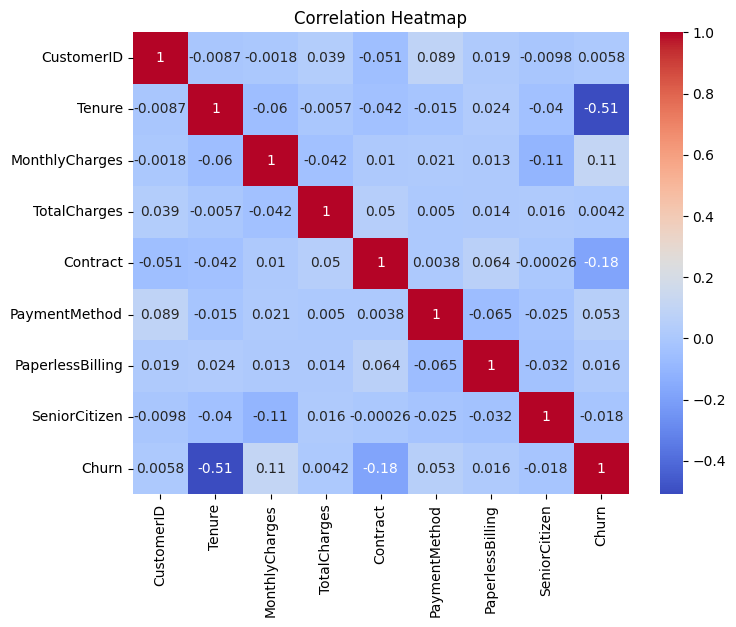 Correlation Heatmap
CustomerID 1 -0.0087 -0.0018 0.039 -0.051 0.089 0.019 -0.0098 0.0058
Tenure -0.0087 1 -0.06 -0.0057 -0.042 -0.015 0.024 -0.04 -0.51
MonthlyCharges -0.0018 -0.06 1 -0.042 0.01 0.021 0.013 -0.11 0.11
TotalCharges 0.039 -0.0057 -0.042 1 0.05 0.005 0.014 0.016 0.0042
Contract -0.051 -0.042 0.01 0.05 1 0.0038 0.064 -0.00026 -0.18
PaymentMethod 0.089 -0.015 0.021 0.005 0.0038 1 -0.065 -0.025 0.053
PaperlessBilling 0.019 0.024 0.013 0.014 0.064 -0.065 1 -0.032 0.016
SeniorCitizen -0.0098 -0.04 -0.11 0.016 -0.00026 -0.025 -0.032 1 -0.018
Churn 0.0058 -0.51 0.11 0.0042 -0.18 0.053 0.016 -0.018 1
CustomerID
Tenure
MonthlyCharges
TotalCharges
Contract
PaymentMethod
PaperlessBilling
SeniorCitizen
Churn
1.0
0.8
0.6
0.4
0.2
0.0
−0.2
−0.4